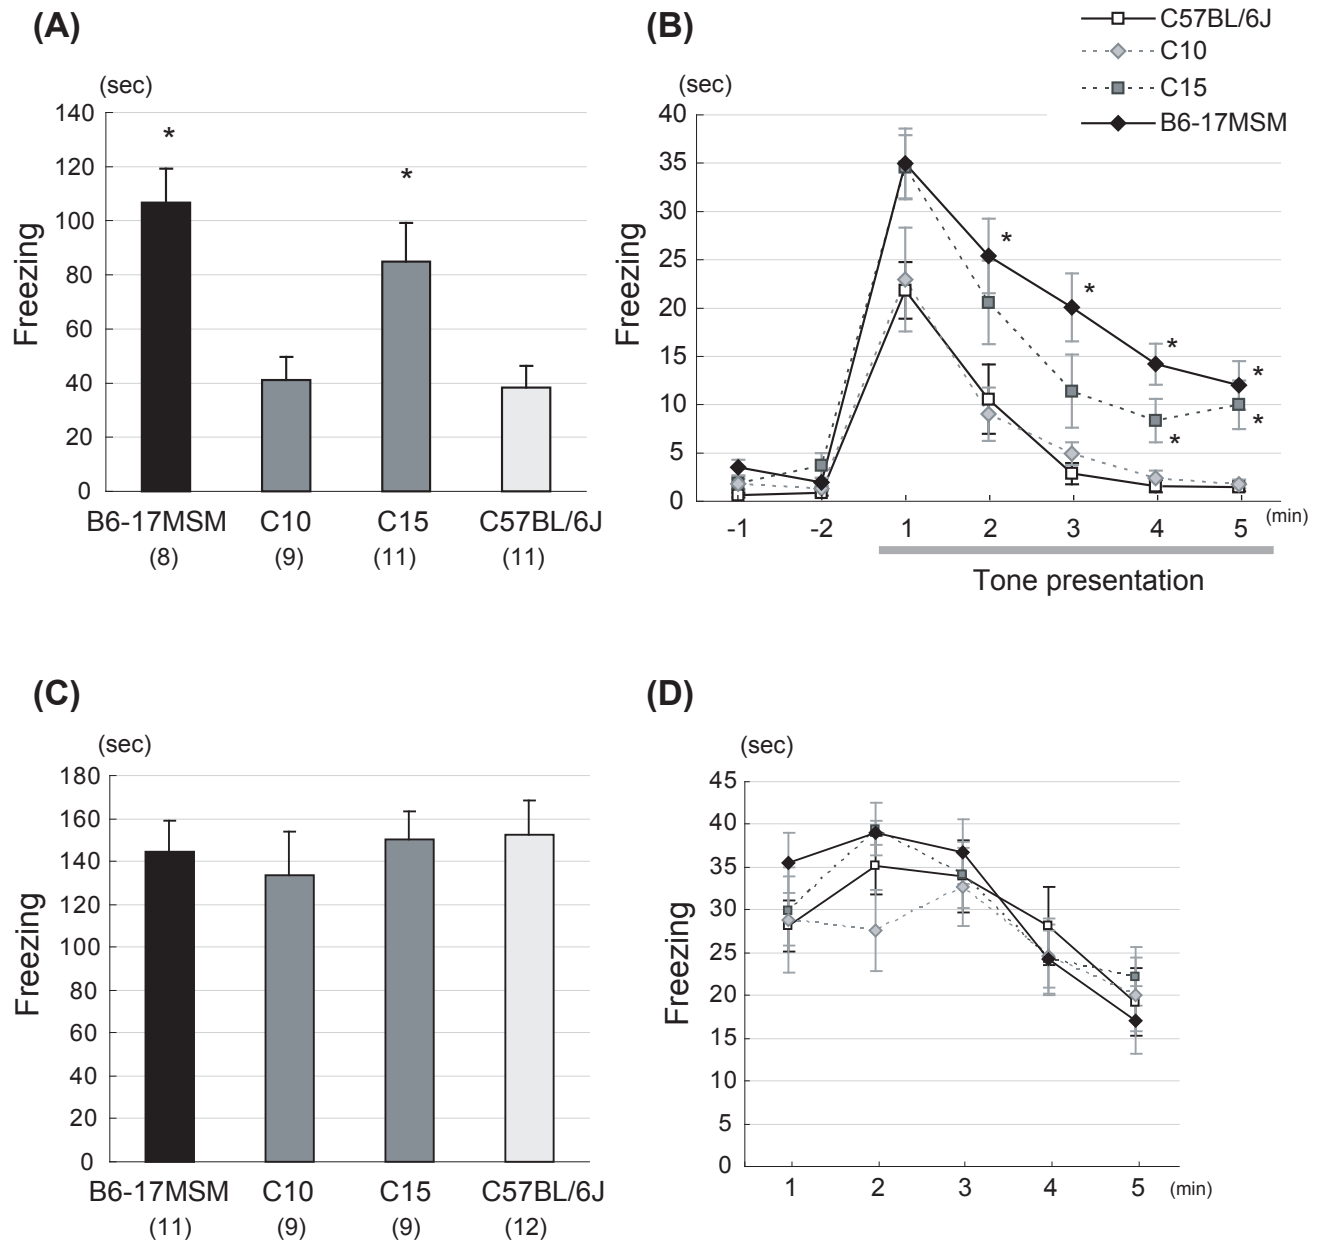 (A)
(sec)
140
120
100
80
60
40
20
0
Freezing
*
*
B6-17MSM C10 C15 C57BL/6J
(8) (9) (11) (11)
(B)
C57BL/6J
C10
C15
B6-17MSM
(sec)
40
35
30
25
20
15
10
5
0
Freezing
*
*
*
*
*
*
-1 -2 1 2 3 4 5 (min)
Tone presentation
(C)
(sec)
180
160
140
120
100
80
60
40
20
0
Freezing
B6-17MSM C10 C15 C57BL/6J
(11) (9) (9) (12)
(D)
(sec)
45
40
35
30
25
20
15
10
5
0
Freezing
1 2 3 4 5 (min)